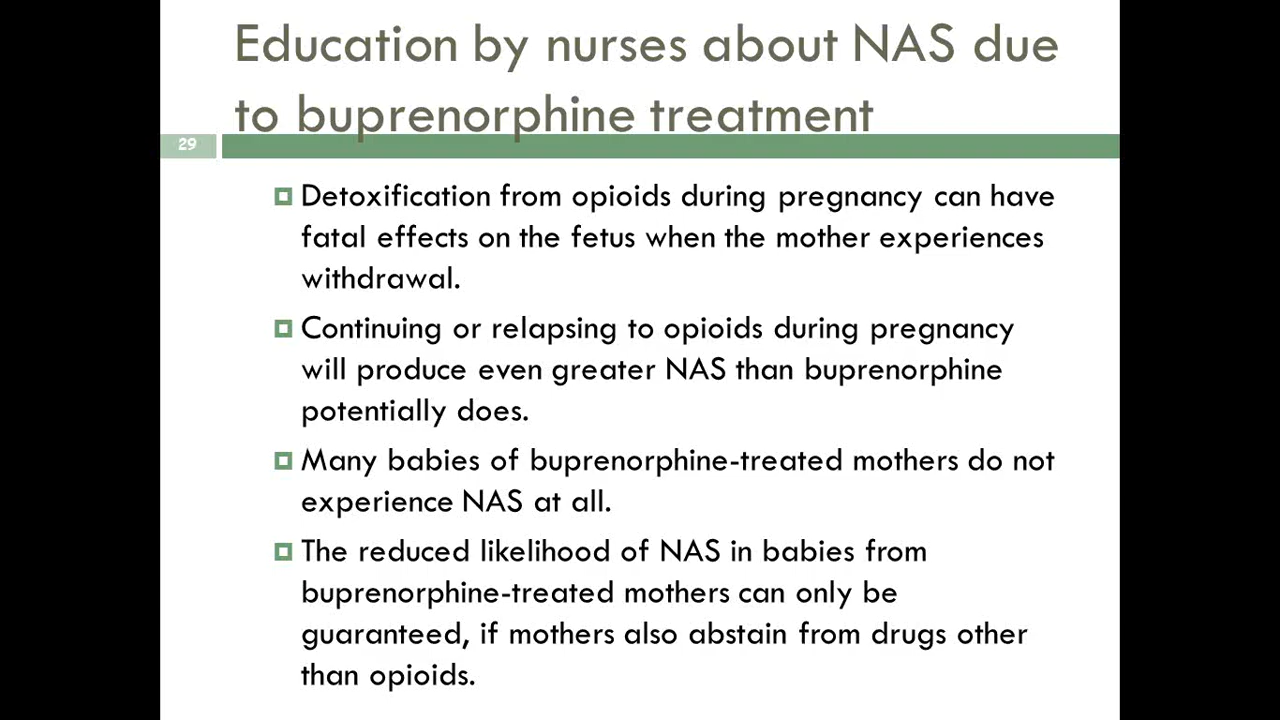 Education by nurses about NAS due
to buprenorphine treatment
29
Detoxification from opioids during pregnancy can have
fatal effects on the fetus when the mother experiences
withdrawal.
Continuing or relapsing to opioids during pregnancy
will produce even greater NAS than buprenorphine
potentially does.
Many babies of buprenorphine-treated mothers do not
experience NAS at all.
The reduced likelihood of NAS in babies from
buprenorphine-treated mothers can only be
guaranteed, if mothers also abstain from drugs other
than opioids.